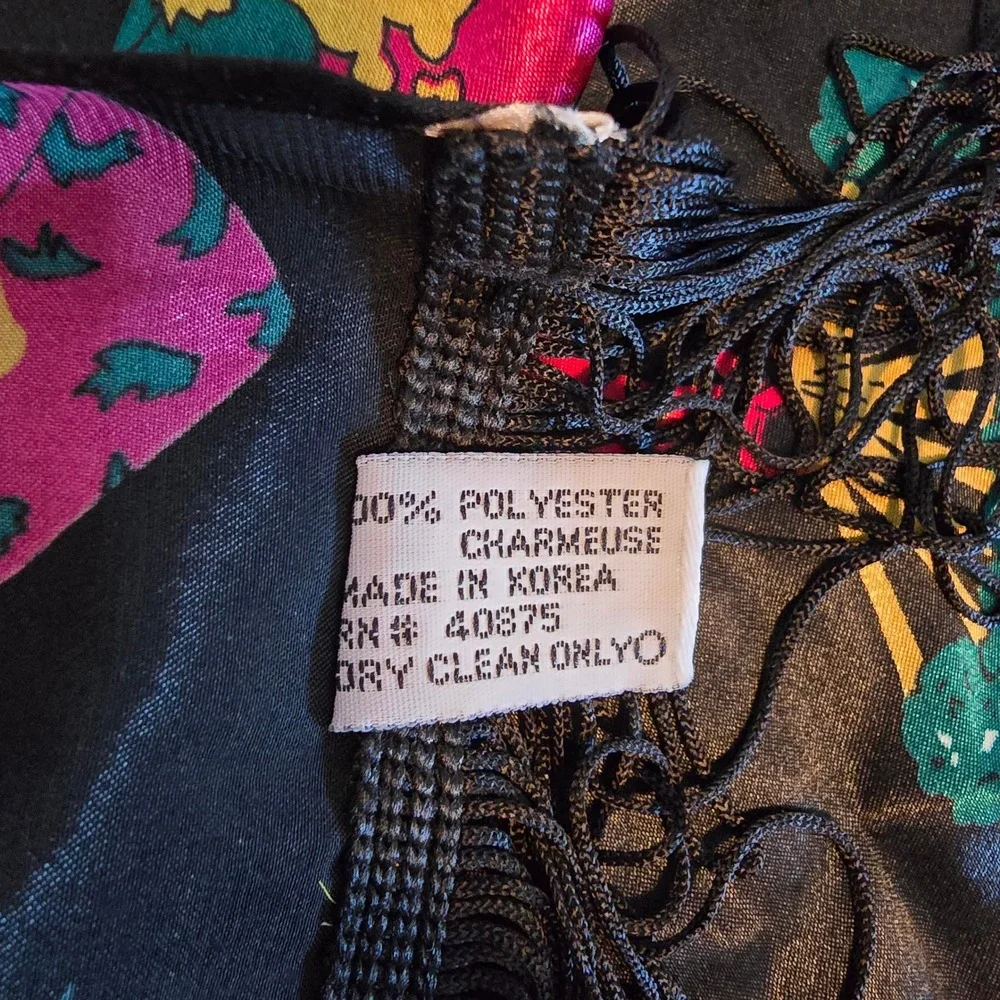 00% POLYESTER
CHARMEUSE
MADE IN KOREA
RN# 40875
DRY CLEAN ONLY